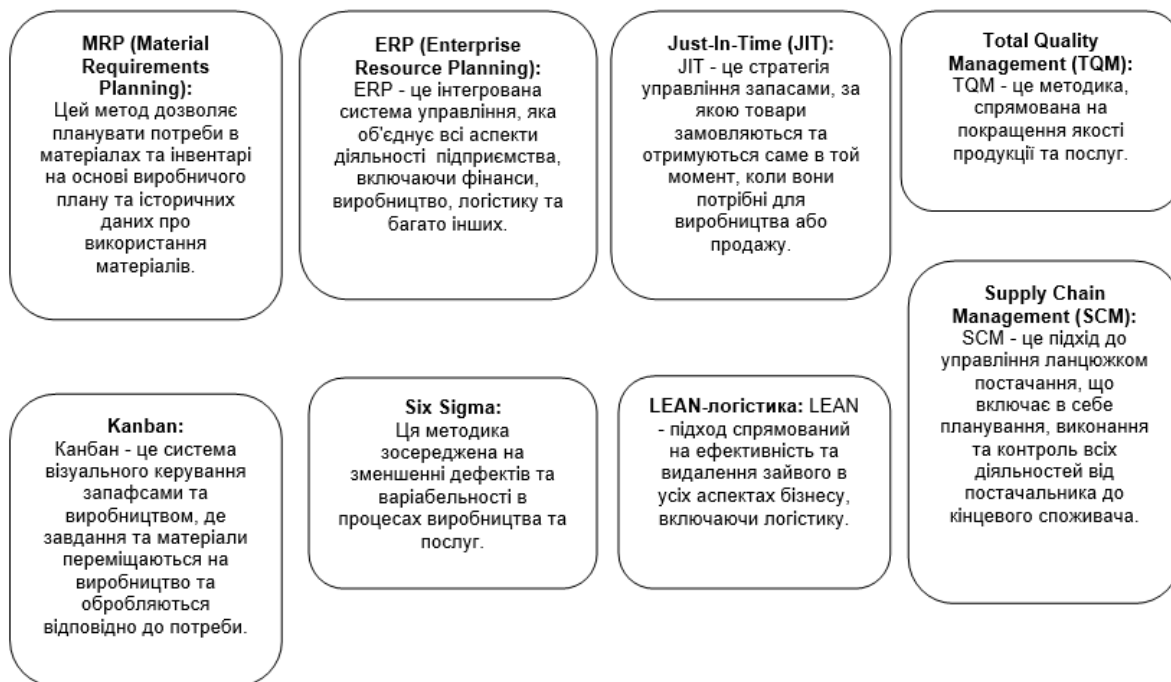 MRP (Material
Requirements
Planning):
Цей метод дозволяє
планувати потреби в
матеріалах та інвентарі
на основі виробничого
плану та історичних
даних про
використання
матеріалів.
ERP (Enterprise
Resource Planning):
ERP - це інтегрована
система управління, яка
об'єднує всі аспекти
діяльності підприємства,
включаючи фінанси,
виробництво, логістику та
багато інших.
Just-In-Time (JIT):
JIT - це стратегія
управління запасами, за
якою товари
замовляються та
отримуються саме в той
момент, коли вони
потрібні для
виробництва або
продажу.
Total Quality
Management (TQM):
TQM - це методика,
спрямована на
покращення якості
продукції та послуг.
Kanban:
Канбан - це система
візуального керування
запафсами та
виробництвом, де
завдання та матеріали
переміщаються на
виробництво та
обробляються
відповідно до потреби.
Six Sigma:
Ця методика
зосереджена на
зменшенні дефектів та
варіабельності в
процесах виробництва та
послуг.
LEAN-логістика: LEAN
- підход спрямований
на ефективність та
видалення зайвого в
усіх аспектах бізнесу,
включаючи логістику.
Supply Chain
Management (SCM):
SCM - це підхід до
управління ланцюжком
постачання, що
включає в себе
планування, виконання
та контроль всіх
діяльностей від
постачальника до
кінцевого споживача.